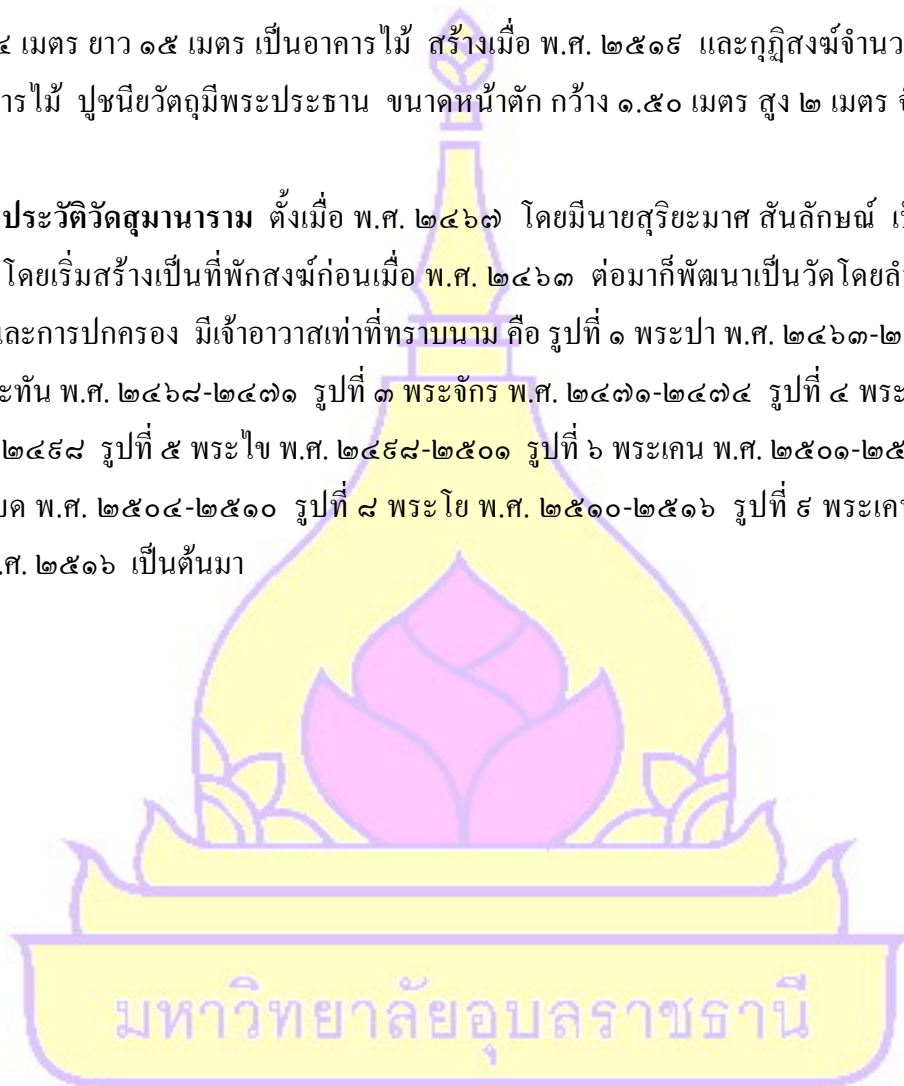 ๔ เมตร ยาว ๑๕ เมตร เป็นอาคารไม้ สร้างเมื่อ พ.ศ. ๒๕๑๙ และกุฏิสงฆ์จำนว
ารไม้ ปูชนียวัตถุมีพระประธาน ขนาดหน้าตัก กว้าง ๑.๕๐ เมตร สูง ๒ เมตร
ประวัติวัดสุมานาราม ตั้งเมื่อ พ.ศ. ๒๔๖๗ โดยมีนายสุริยะมาศ สันลักษณ์ เป
โดยเริ่มสร้างเป็นที่พักสงฆ์ก่อนเมื่อ พ.ศ. ๒๔๖๓ ต่อมาก็พัฒนาเป็นวัดโดยลำ
และการปกครอง มีเจ้าอาวาสเท่าที่ทราบนาม คือ รูปที่ ๑ พระปา พ.ศ. ๒๔๖๓-๒
ะทัน พ.ศ. ๒๔๖๘-๒๔๗๑ รูปที่ ๓ พระจักร พ.ศ. ๒๔๗๑-๒๔๗๔ รูปที่ ๔ พระ
๒๔๙๘ รูปที่ ๕ พระไข พ.ศ. ๒๔๙๘-๒๕๐๑ รูปที่ ๖ พระเคน พ.ศ. ๒๕๐๑-๒๕
บด พ.ศ. ๒๕๐๔-๒๕๑๐ รูปที่ ๘ พระโย พ.ศ. ๒๕๑๐-๒๕๑๖ รูปที่ ๙ พระเคน
.ศ. ๒๕๑๖ เป็นต้นมา
มหาวิทยาลัยอุบลราชธานี